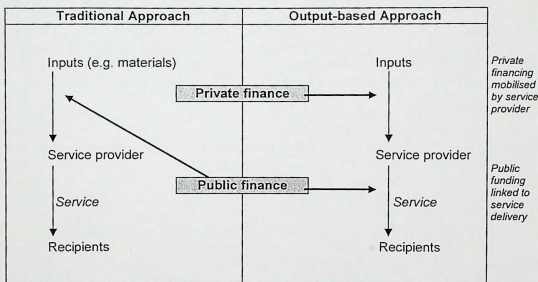 Traditional Approach
Output-based Approach
Inputs (e.g. materials)
Inputs
Private
financing
mobilised
by service
provider
Private finance
Service provider
Service provider
Public
funding
linked to
service
delivery
Public finance
Service
Service
Recipients
Recipients